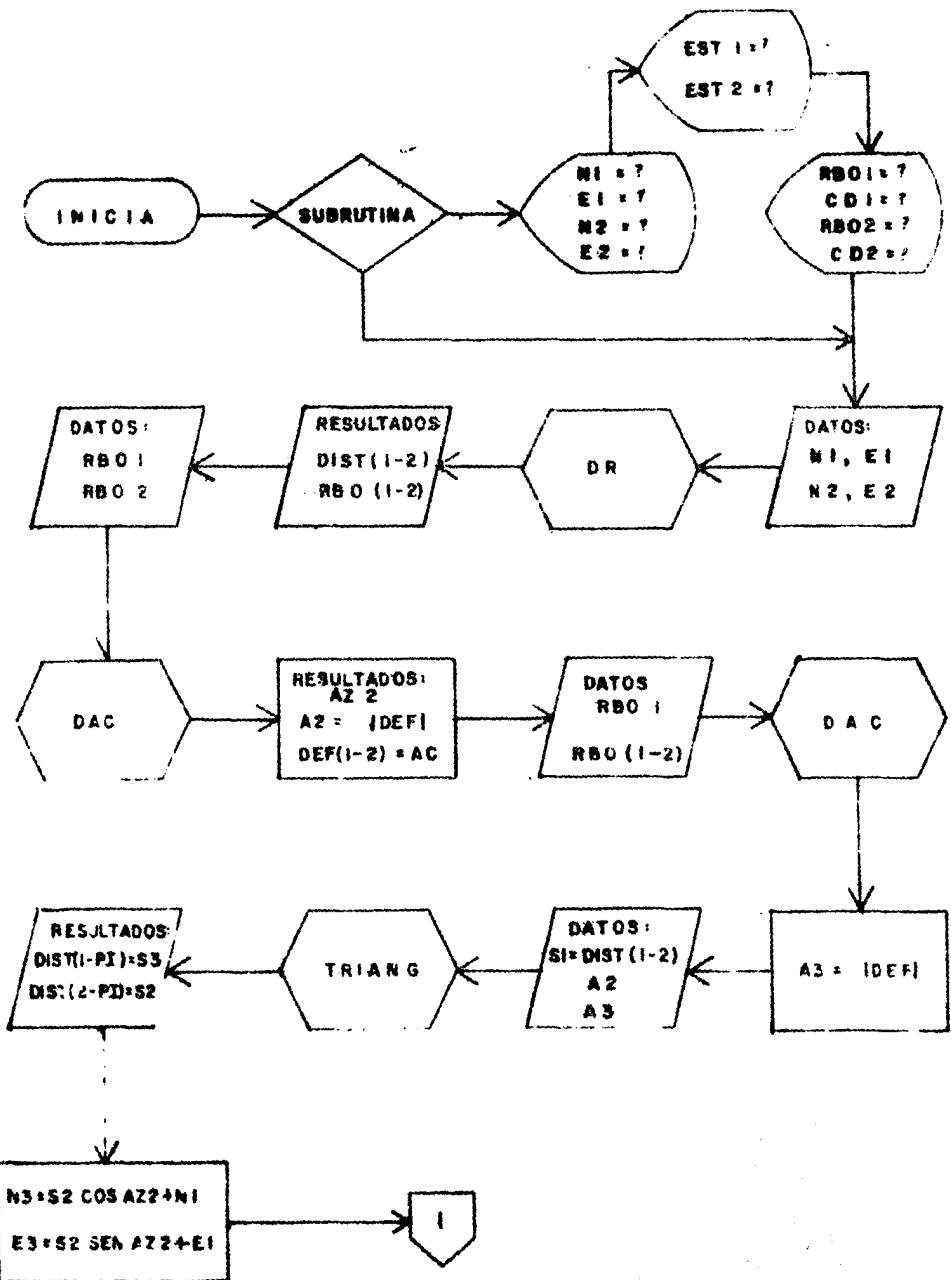 INICIA
SUBRUTINA
N1 = ?
E1 = ?
N2 = ?
E2 = ?
EST 1 = ?
EST 2 = ?
RBO1 = ?
CD1 = ?
RBO2 = ?
CD2 = ?
DATOS:
N1, E1
N2, E2
DR
RESULTADOS
DIST(1-2)
RBO (1-2)
DATOS:
RBO 1
RBO 2
DAC
RESULTADOS:
AZ 2
A2 = |DEF|
DEF(1-2) = AC
DATOS
RBO 1
RBO (1-2)
DAC
A3 = |DEF|
DATOS:
S1=DIST(1-2)
A2
A3
TRIANG
RESULTADOS:
DIST(1-PI)=S3
DIST(2-PI)=S2
N3=S2 COS AZ2+N1
E3=S2 SEN AZ2+E1
1